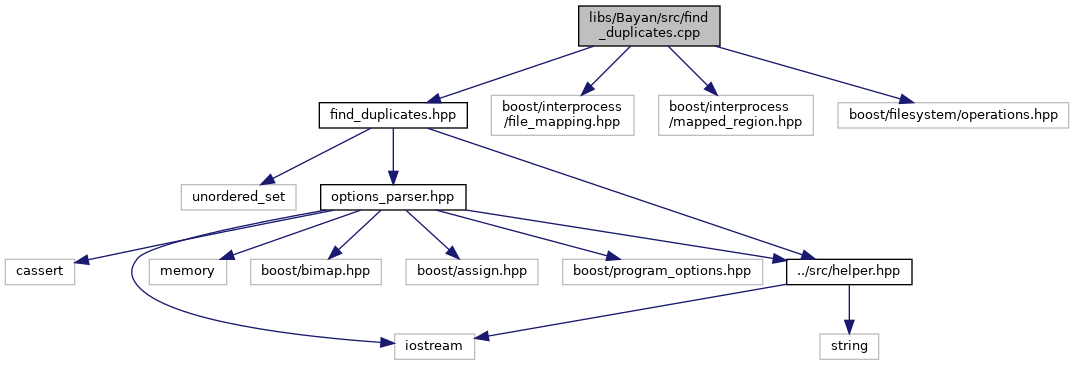 libs/Bayan/src/find
_duplicates.cpp
find_duplicates.hpp
boost/interprocess
/file_mapping.hpp
boost/interprocess
/mapped_region.hpp
boost/filesystem/operations.hpp
unordered_set
options_parser.hpp
cassert
memory
boost/bimap.hpp
boost/assign.hpp
boost/program_options.hpp
../src/helper.hpp
iostream
string